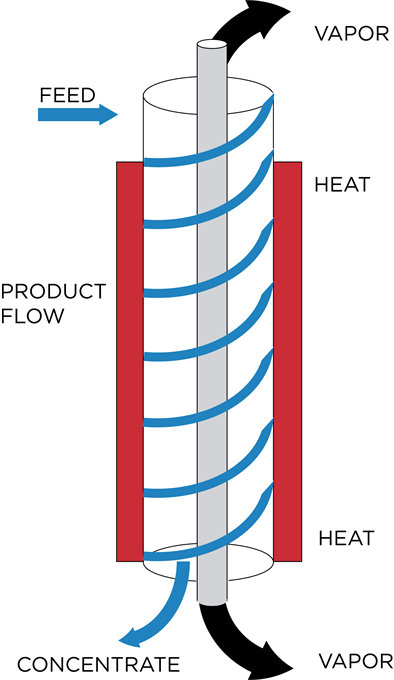 VAPOR
FEED
HEAT
PRODUCT
FLOW
HEAT
CONCENTRATE
VAPOR